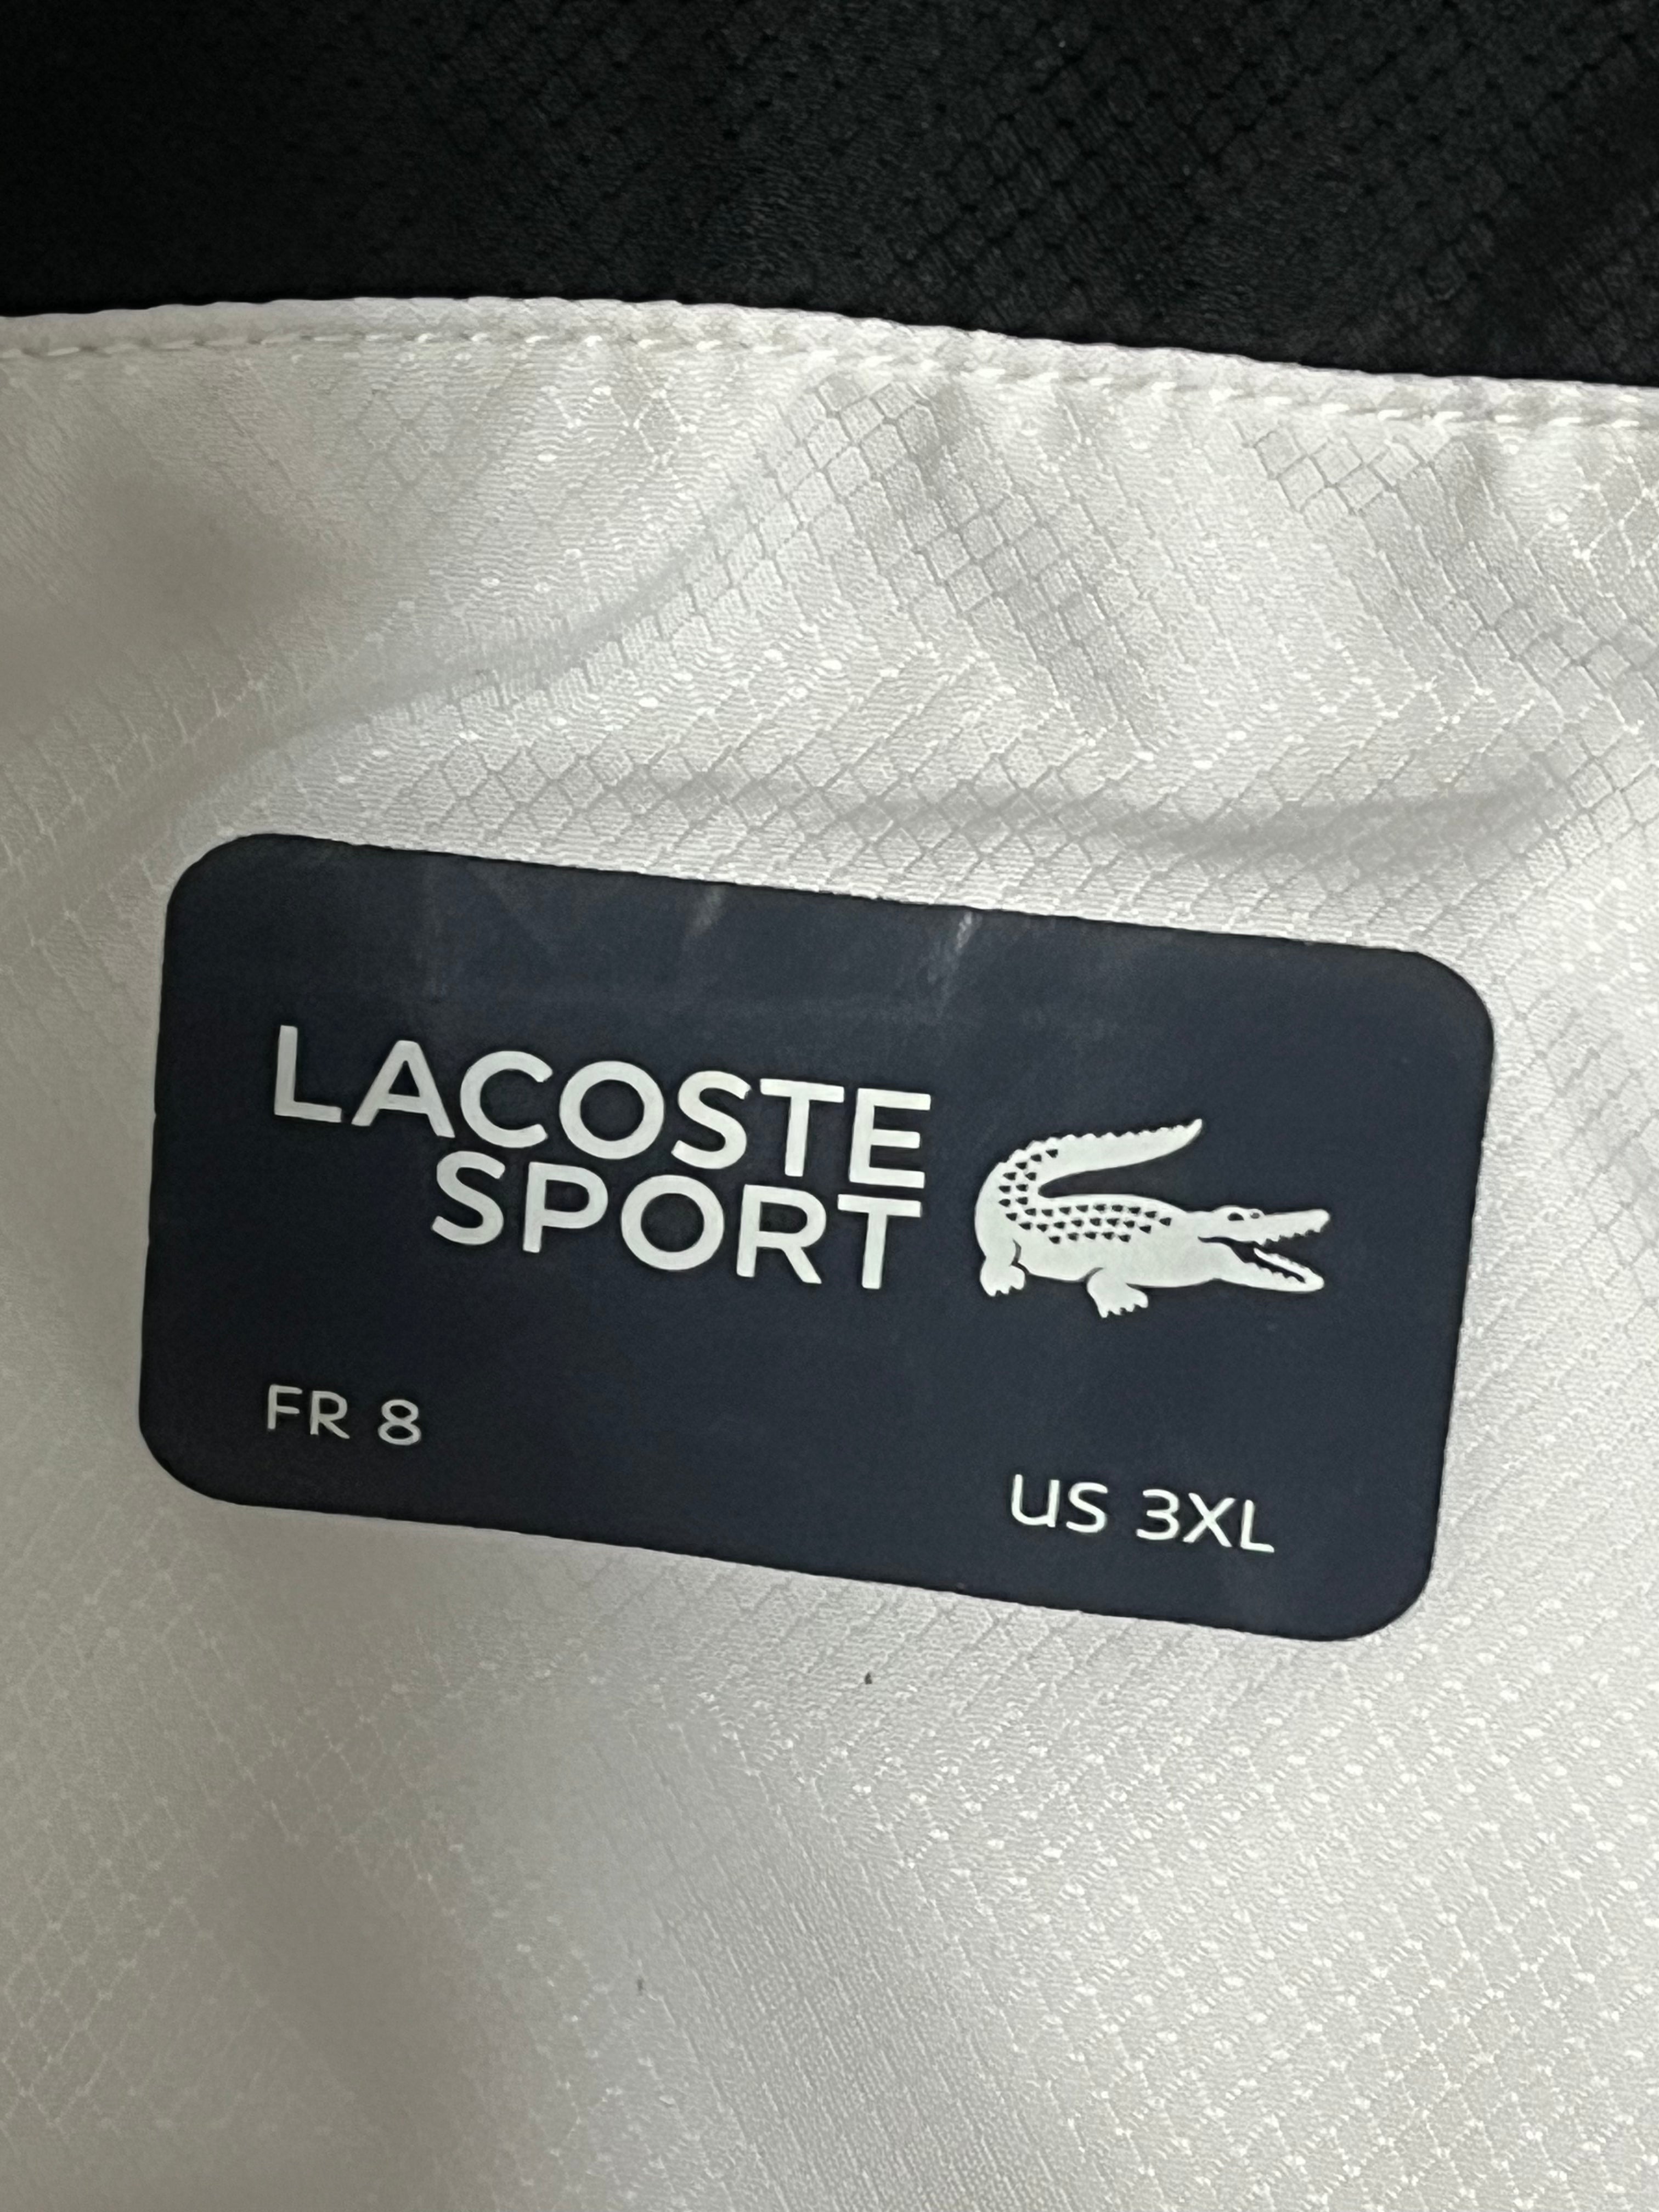 LACOSTE
SPORT
FR 8
US 3XL